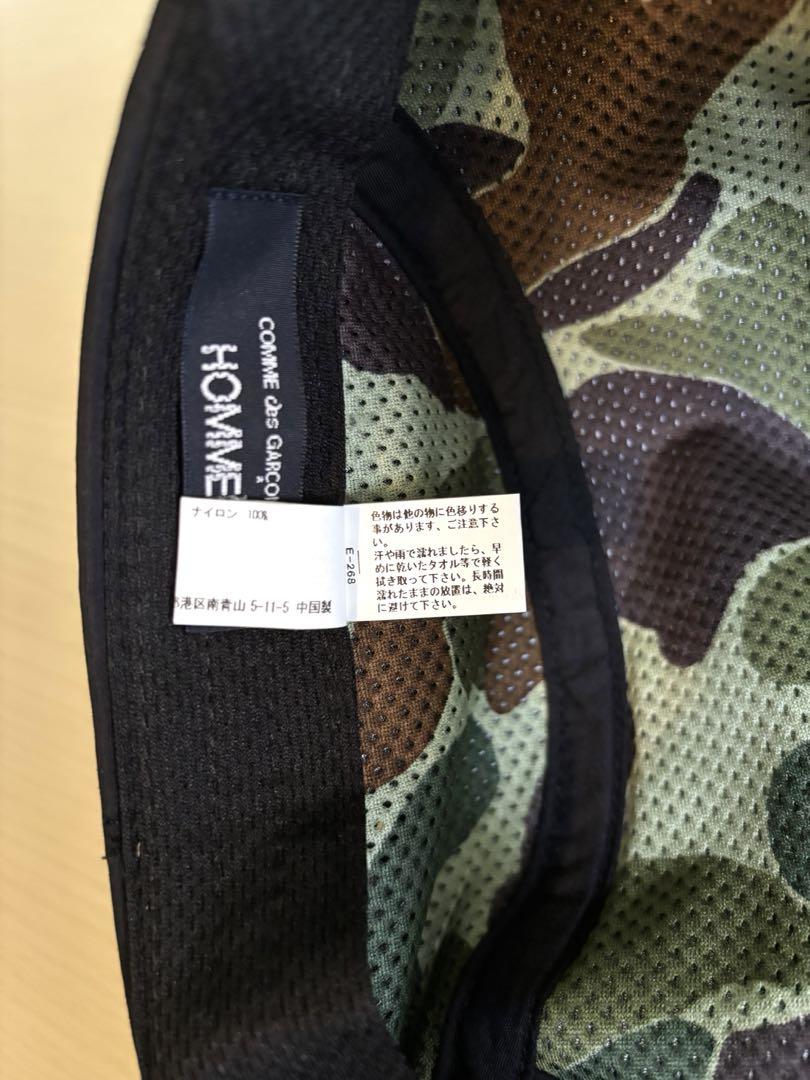 COMME des GARCO
HOMME
ナイロン 100%
港区南青山 5-11-5 中国製
E-268
色物は他の物に色移りする
事があります、ご注意下さ
い。
汗や雨で濡れましたら、早
めに乾いたタオル等で軽く
拭き取って下さい。長時間
濡れたままの放置は、絶対
に避けて下さい。